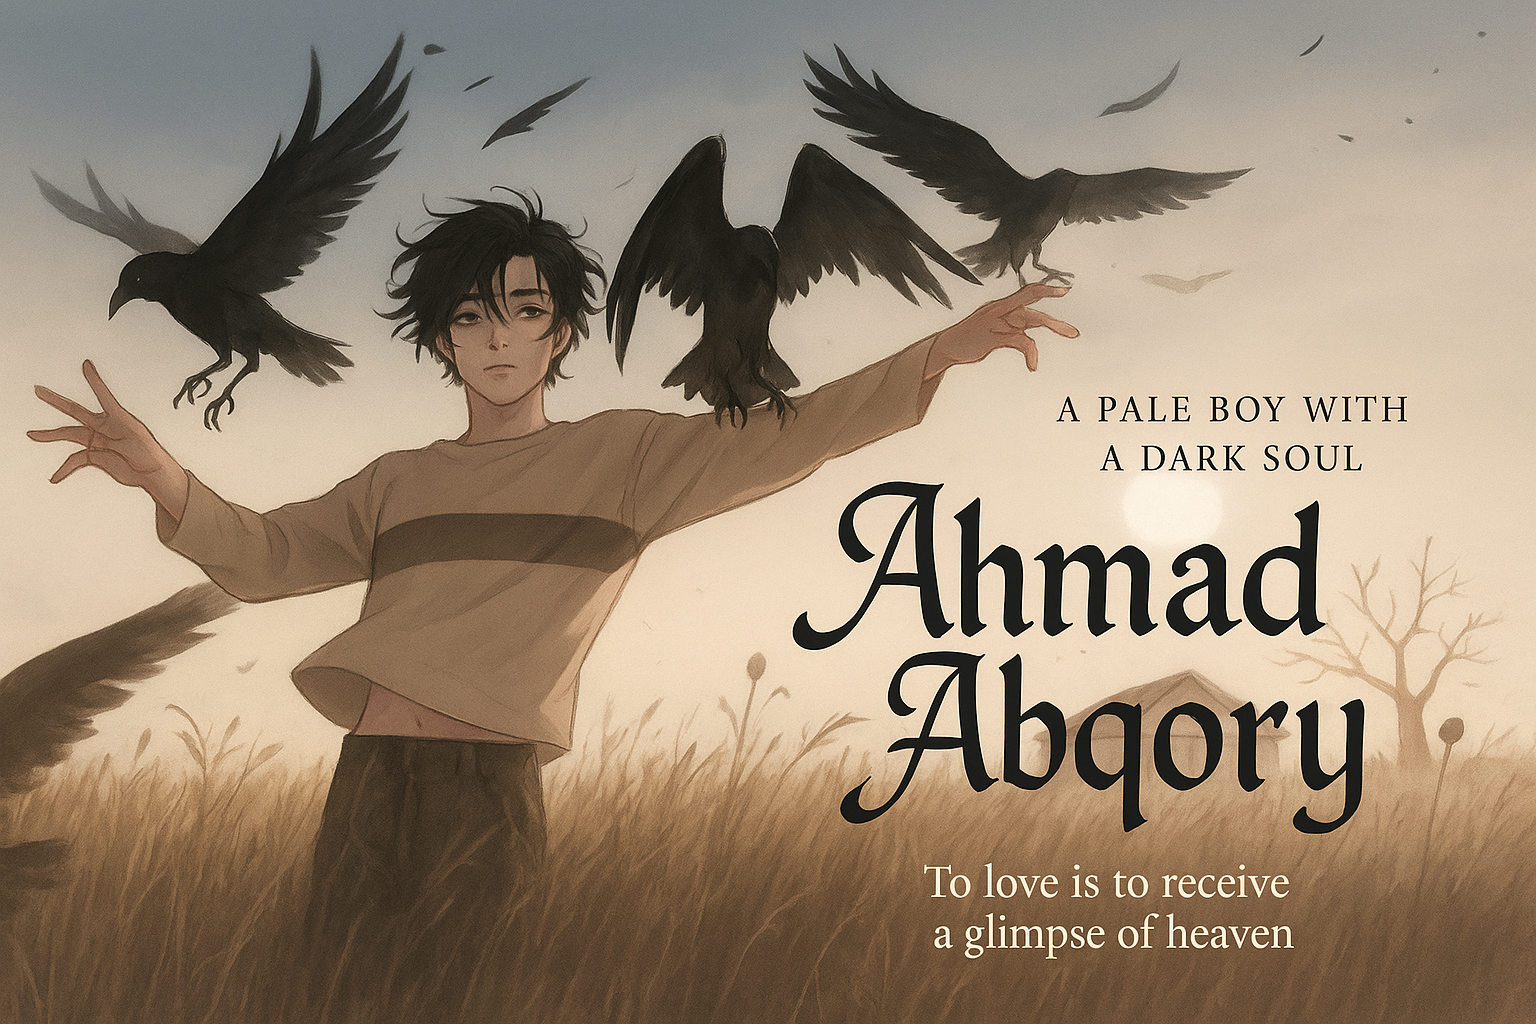 A PALE BOY WITH
A DARK SOUL
Ahmad
Abqory
To love is to receive
a glimpse of heaven